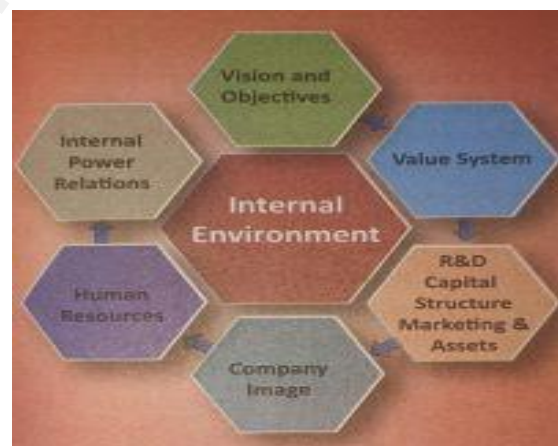 Vision and
Objectives
Internal
Power
Relations
Value System
Internal
Environment
R&D
Capital
Structure
Marketing &
Assets
Human
Resources
Company
Image